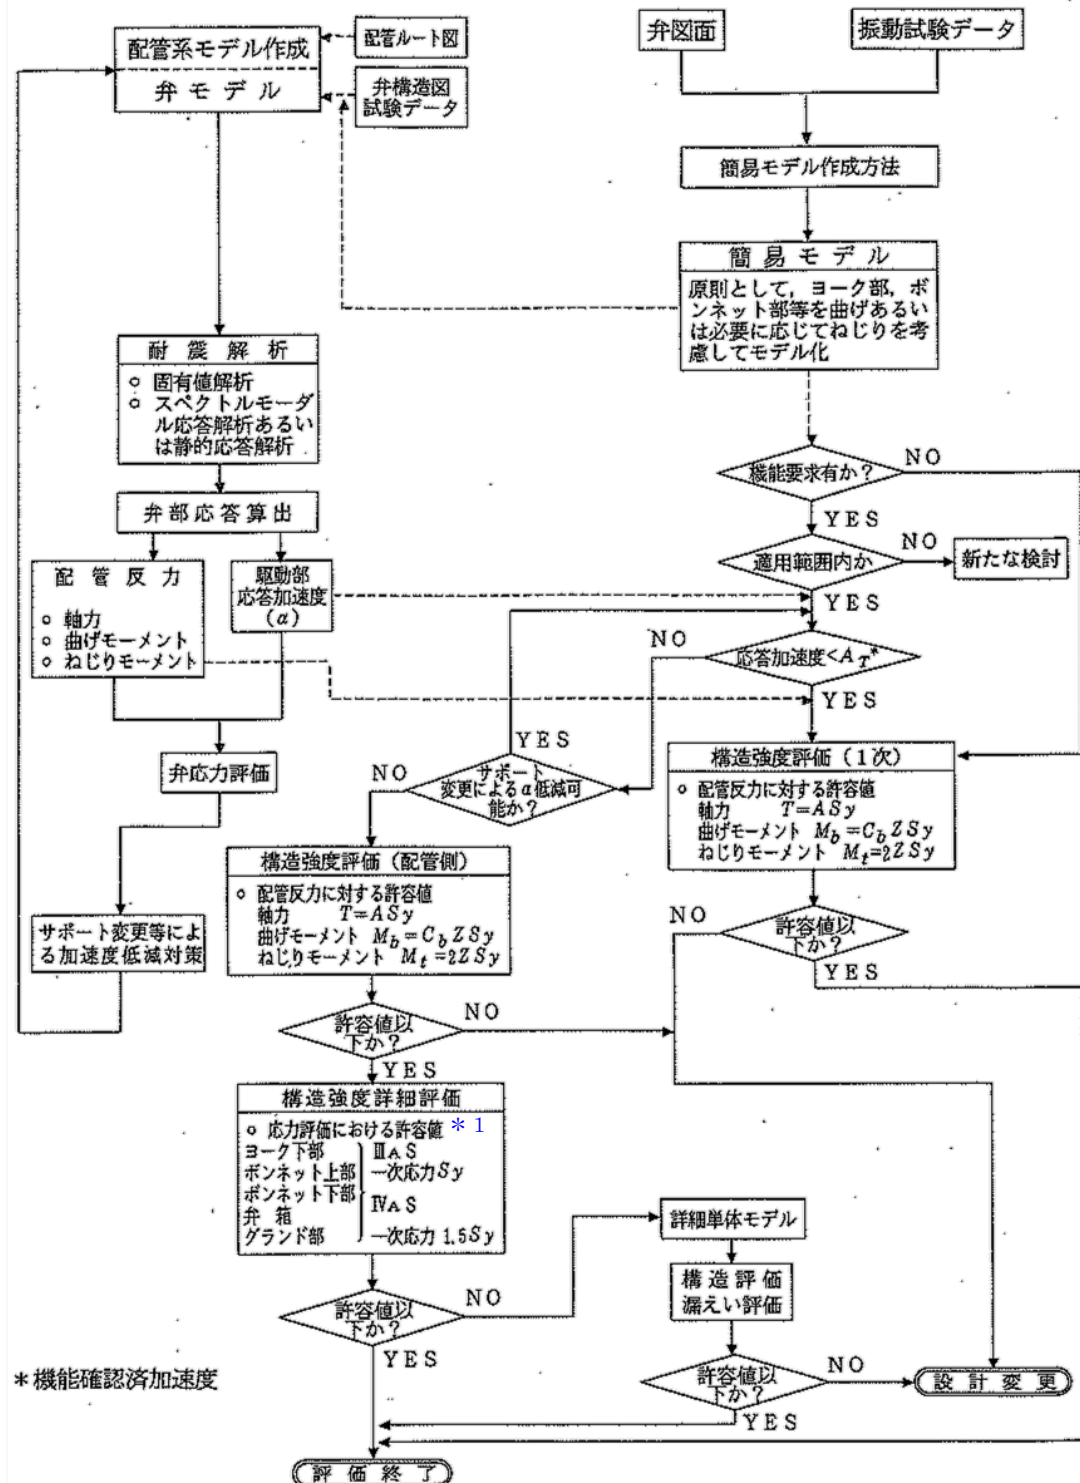 配管系モデル作成
弁モデル
配管ルート図
弁構造図
試験データ
弁図面
振動試験データ
簡易モデル作成方法
簡易モデル
原則として，ヨーク部，ボ
ンネット部等を曲げあるい
は必要に応じてねじりを考
慮してモデル化
耐震解析
○ 固有値解析
○ スペクトルモーダ
ル応答解析あるい
は静的応答解析
弁部応答算出
配管反力
○ 軸力
○ 曲げモーメント
○ ねじりモーメント
駆動部
応答加速度
(α)
弁応力評価
サポート変更等によ
る加速度低減対策
機能要求有か？
NO
YES
適用範囲内か
NO
新たな検討
YES
応答加速度<A_T*
NO
YES
サポート
変更によるα低減可
能か？
YES
NO
構造強度評価（1次）
○ 配管反力に対する許容値
軸力 T=ASy
曲げモーメント M_b=C_b ZSy
ねじりモーメント M_t=2ZSy
許容値以
下か？
NO
YES
構造強度評価（配管側）
○ 配管反力に対する許容値
軸力 T=ASy
曲げモーメント M_b=C_b ZSy
ねじりモーメント M_t=2ZSy
許容値以
下か？
NO
YES
構造強度詳細評価
○ 応力評価における許容値 ＊1
ヨーク下部 ⅢAS
ボンネット上部 一次応力Sy
ボンネット下部
弁箱 ⅣAS
グランド部 一次応力 1.5Sy
許容値以
下か？
NO
YES
詳細単体モデル
構造評価
漏えい評価
許容値以
下か？
NO
YES
設計変更
評価終了
＊機能確認済加速度